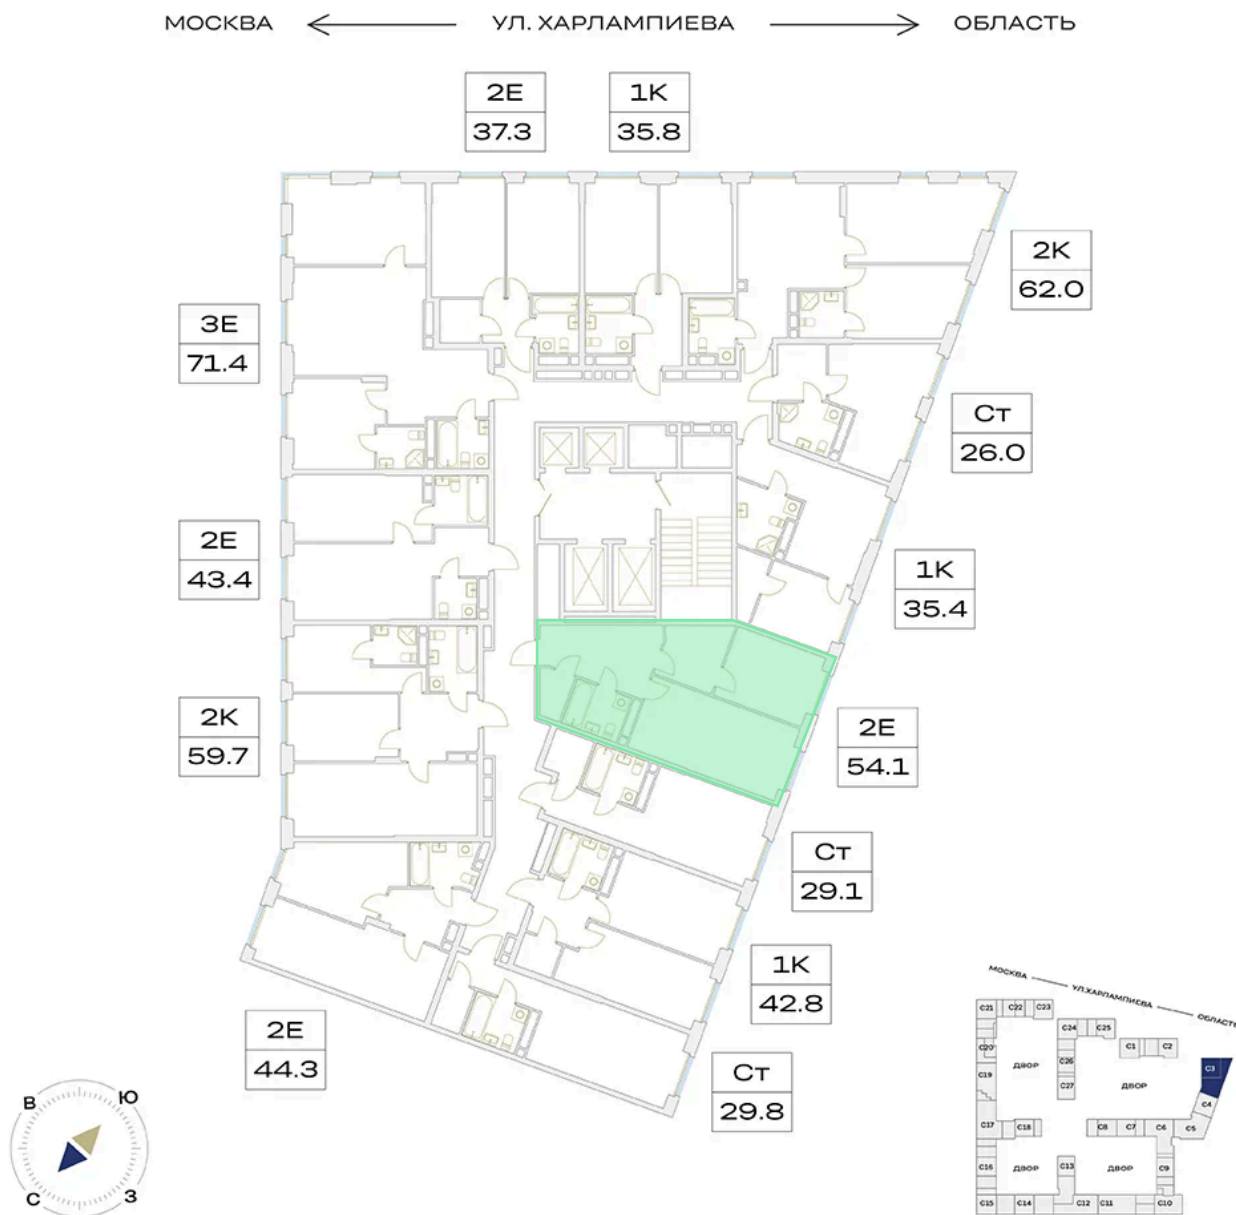 МОСКВА УЛ. ХАРЛАМПИЕВА ОБЛАСТЬ
2Е
37.3
1К
35.8
2К
62.0
3Е
71.4
Ст
26.0
2Е
43.4
1К
35.4
2К
59.7
2Е
54.1
Ст
29.1
1К
42.8
2Е
44.3
Ст
29.8
В
Ю
С
З
МОСКВА УЛ.ХАРЛАМПИЕВА ОБЛАСТЬ
С21
С22
С23
С24
С25
С1
С2
С20
С26
ДВОР
С3
С19
С27
ДВОР
С4
С17
С18
С8
С7
С6
С5
С16
ДВОР
С13
ДВОР
С9
С15
С14
С12
С11
С10